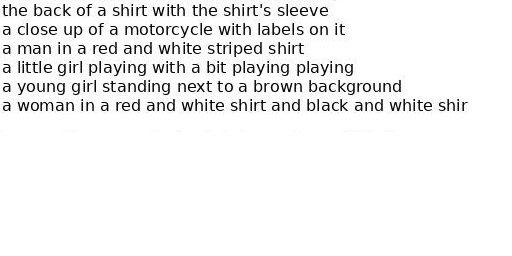 the back of a shirt with the shirt's sleeve
a close up of a motorcycle with labels on it
a man in a red and white striped shirt
a little girl playing with a bit playing playing
a young girl standing next to a brown background
a woman in a red and white shirt and black and white shir